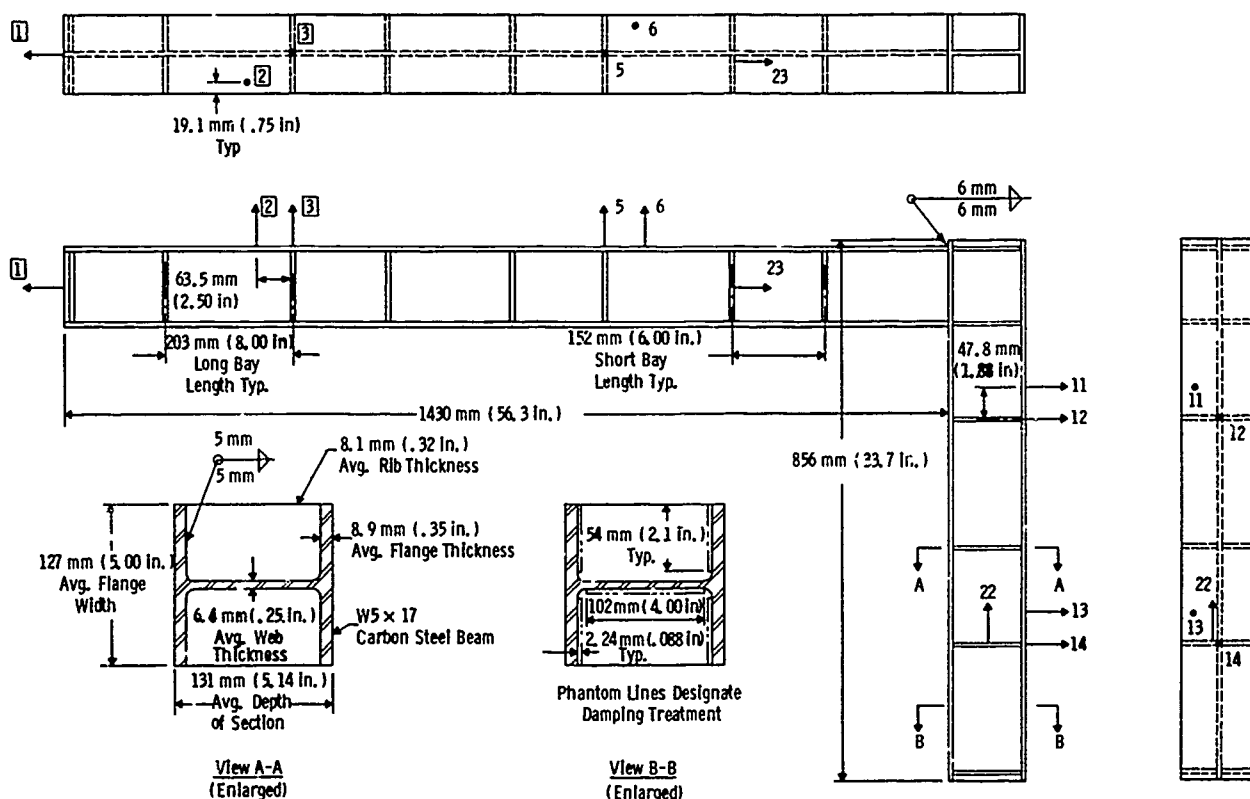 1
3
6
2
5
23
19.1 mm (.75 in)
Typ
2
3
5
6
6 mm
6 mm
1
63.5 mm
(2.50 in)
23
203 mm (8.00 in)
Long Bay
Length Typ.
152 mm (6.00 in.)
Short Bay
Length Typ.
47.8 mm
11
12
11
12
1430 mm (56.3 in.)
856 mm (33.7 in.)
5 mm
5 mm
8.1 mm (.32 in.)
Avg. Rib Thickness
8.9 mm (.35 in.)
Avg. Flange Thickness
127 mm (5.00 in.)
Avg. Flange
Width
6.4 mm (.25 in.)
Avg. Web
Thickness
W5 × 17
Carbon Steel Beam
131 mm (5.14 in.)
Avg. Depth
of Section
View A-A
(Enlarged)
54 mm (2.1 in.)
Typ.
102mm (4.00 in)
2.24mm (.088 in)
Typ.
Phantom Lines Designate
Damping Treatment
View B-B
(Enlarged)
A
A
22
13
14
B
B
22
13
14